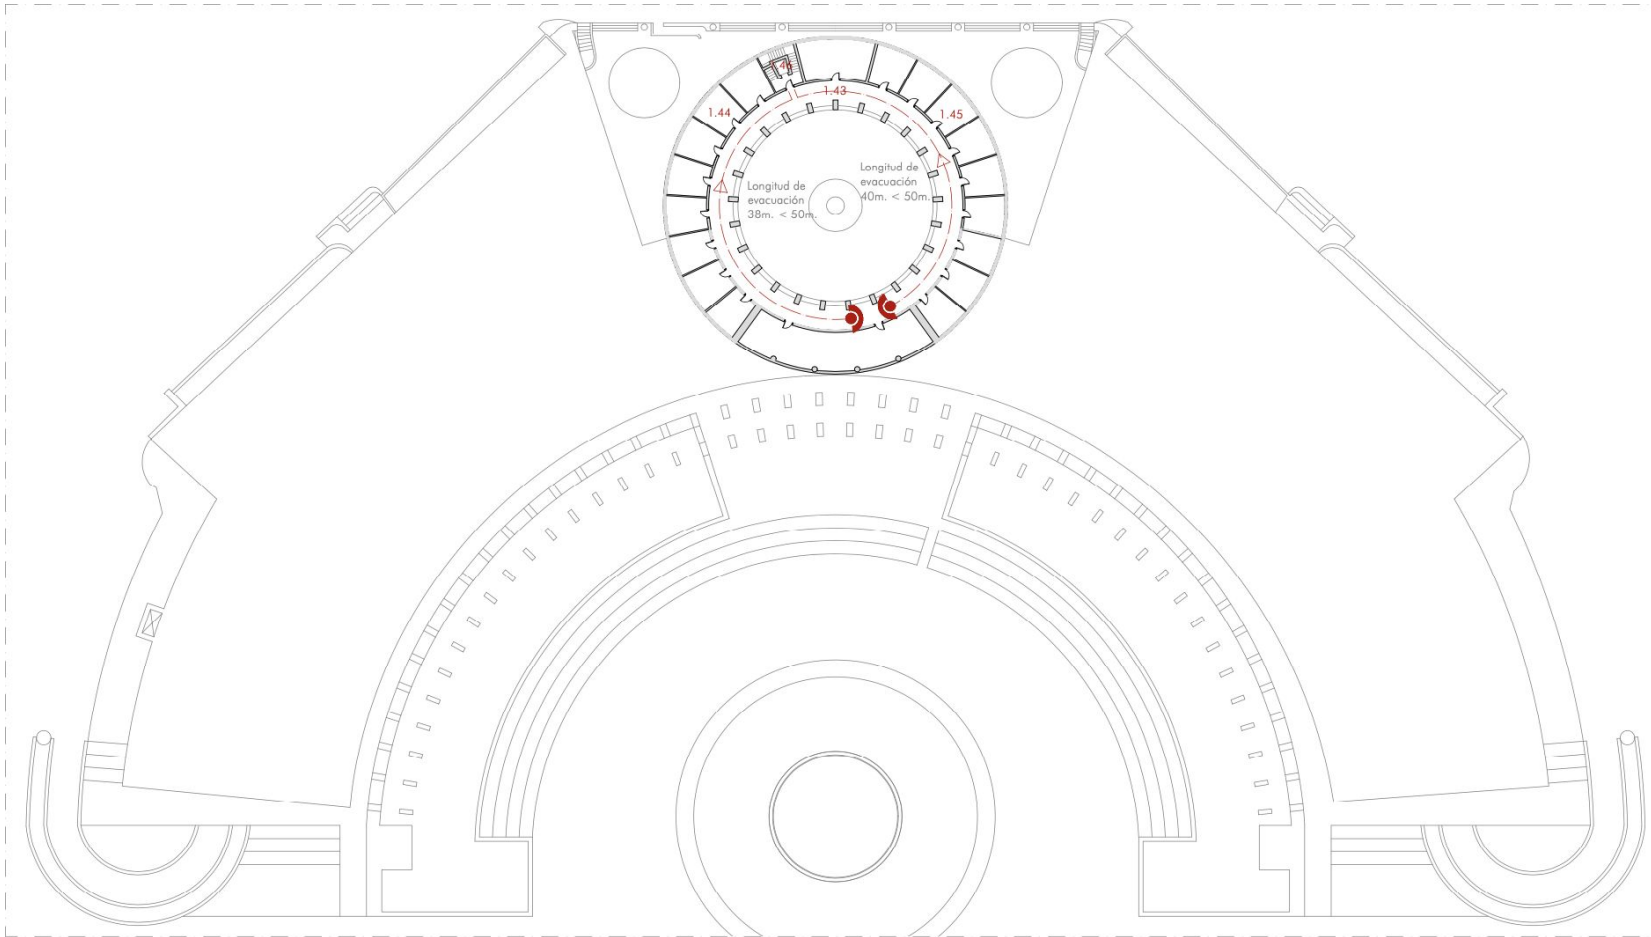 1.46
1.43
1.44
1.45
Longitud de
evacuación
40m. < 50m.
Longitud de
evacuación
38m. < 50m.